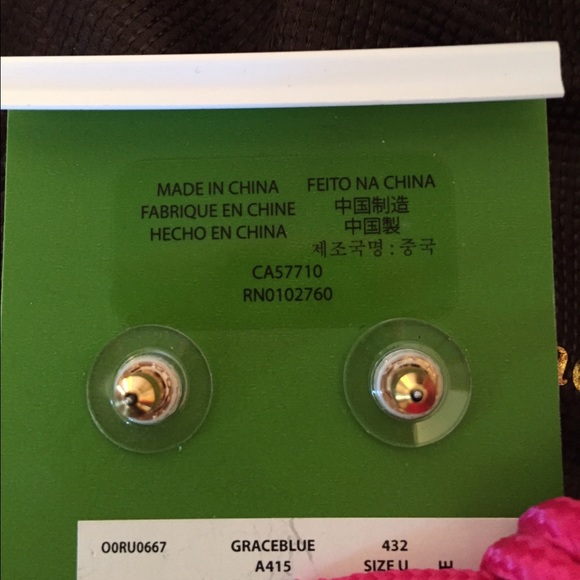 MADE IN CHINA FEITO NA CHINA
FABRIQUE EN CHINE 中国制造
HECHO EN CHINA 中国製
제조국명 : 중국
CA57710
RN0102760
O0RU0667 GRACEBLUE 432
A415 SIZE U